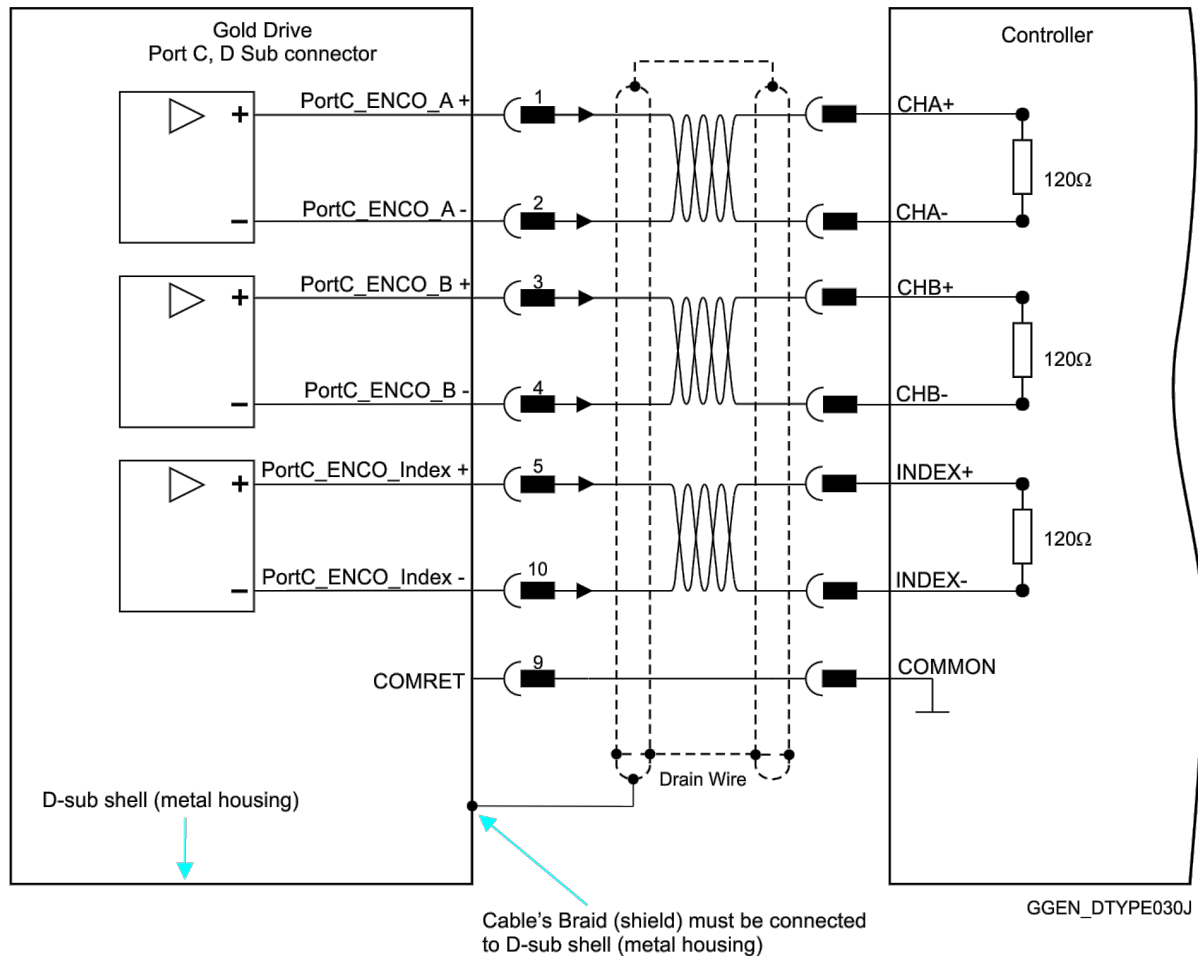 Gold Drive
Port C, D Sub connector
Controller
PortC_ENCO_A +
1
CHA+
+
120Ω
PortC_ENCO_A -
2
CHA-
−
PortC_ENCO_B +
3
CHB+
+
120Ω
PortC_ENCO_B -
4
CHB-
−
PortC_ENCO_Index +
5
INDEX+
+
120Ω
PortC_ENCO_Index -
10
INDEX-
−
COMRET
9
COMMON
Drain Wire
D-sub shell (metal housing)
Cable's Braid (shield) must be connected
to D-sub shell (metal housing)
GGEN_DTYPE030J